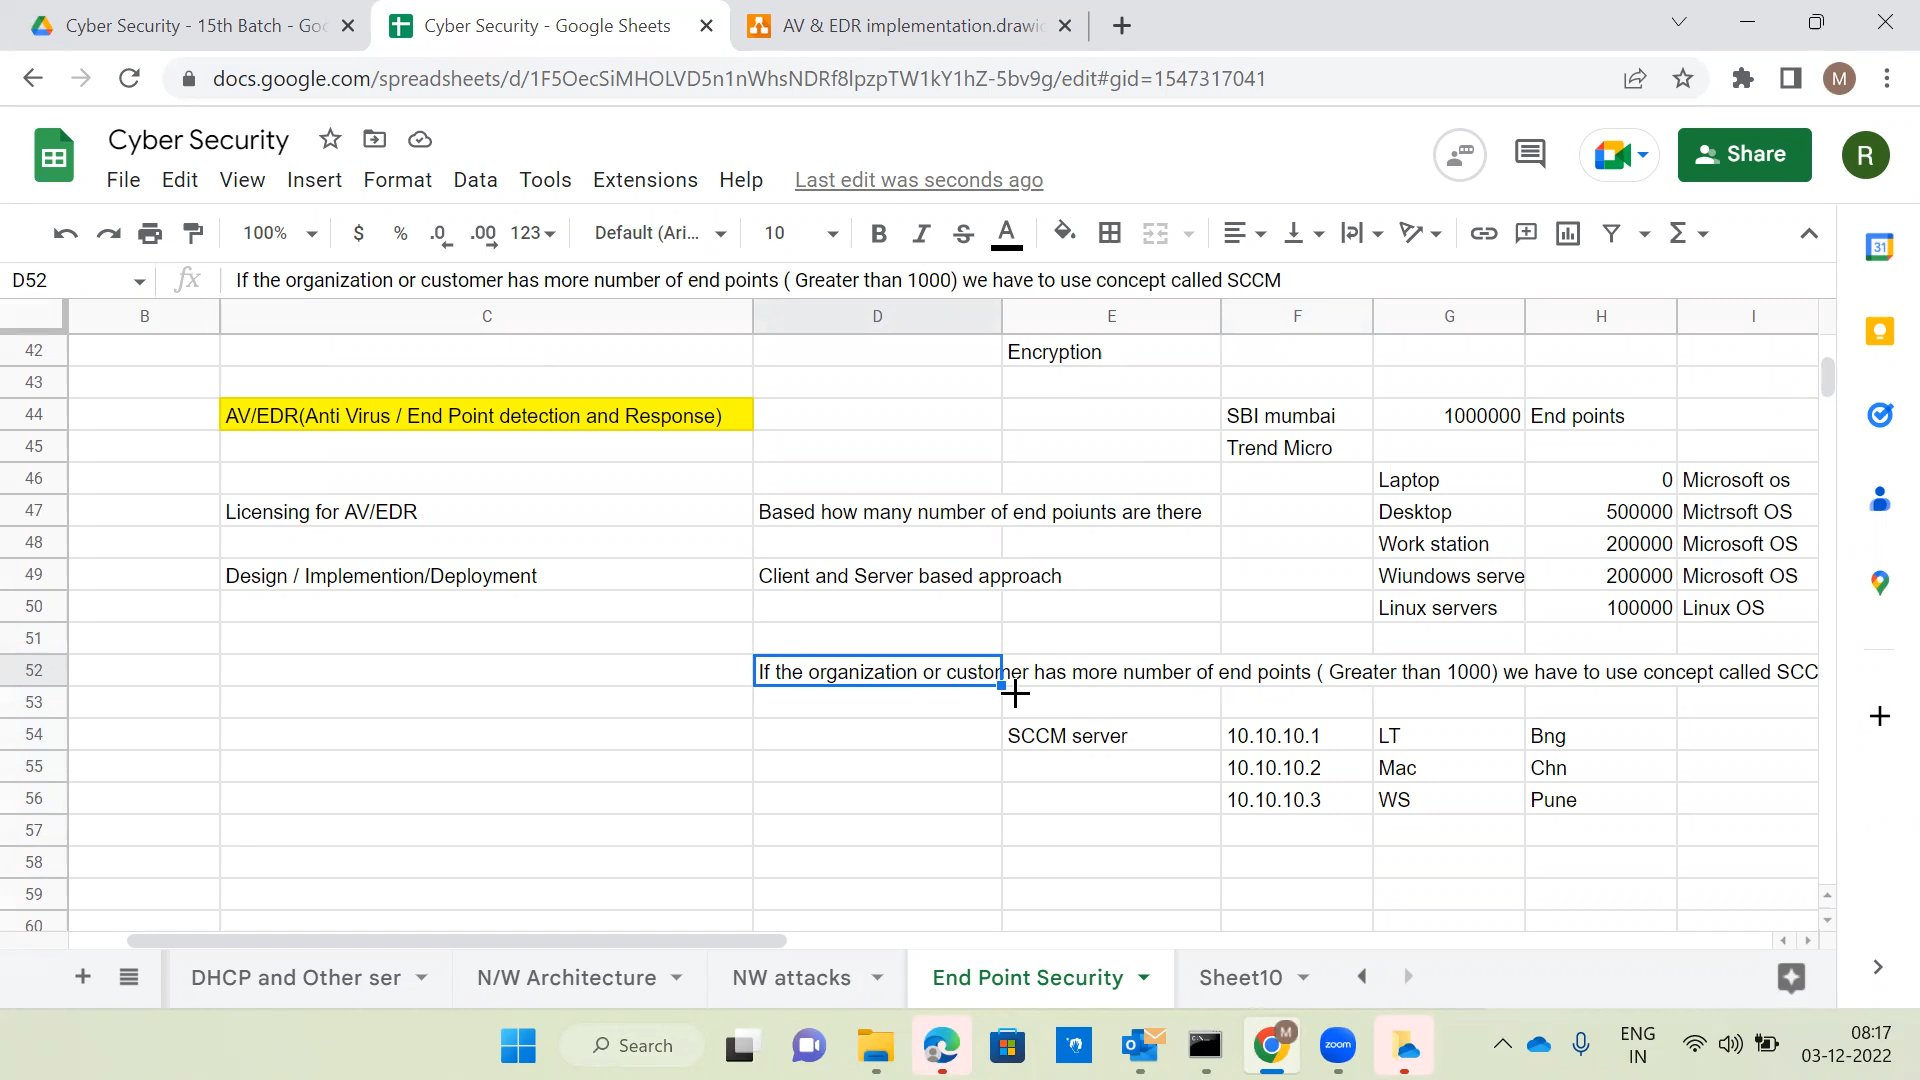 Cyber Security - 15th Batch - Goo
Cyber Security - Google Sheets
AV & EDR implementation.drawio
docs.google.com/spreadsheets/d/1F5OecSiMHOLVD5n1nWhsNDRf8lpzpTW1kY1hZ-5bv9g/edit#gid=1547317041
M
Cyber Security
Share
R
File Edit View Insert Format Data Tools Extensions Help Last edit was seconds ago
100% $ % .0 .00 123 Default (Ari... 10 B I S A Σ
31
D52 fx If the organization or customer has more number of end points ( Greater than 1000) we have to use concept called SCCM
B C D E F G H I
42 Encryption
43
44 AV/EDR(Anti Virus / End Point detection and Response) SBI mumbai 1000000 End points
45 Trend Micro
46 Laptop 0 Microsoft os
47 Licensing for AV/EDR Based how many number of end poiunts are there Desktop 500000 Mictrsoft OS
48 Work station 200000 Microsoft OS
49 Design / Implemention/Deployment Client and Server based approach Wiundows serve 200000 Microsoft OS
50 Linux servers 100000 Linux OS
51
52 If the organization or customer has more number of end points ( Greater than 1000) we have to use concept called SCC
53
54 SCCM server 10.10.10.1 LT Bng
55 10.10.10.2 Mac Chn
56 10.10.10.3 WS Pune
57
58
59
60
DHCP and Other ser N/W Architecture NW attacks End Point Security Sheet10
Search
M
zoom
ENG
IN
08:17
03-12-2022